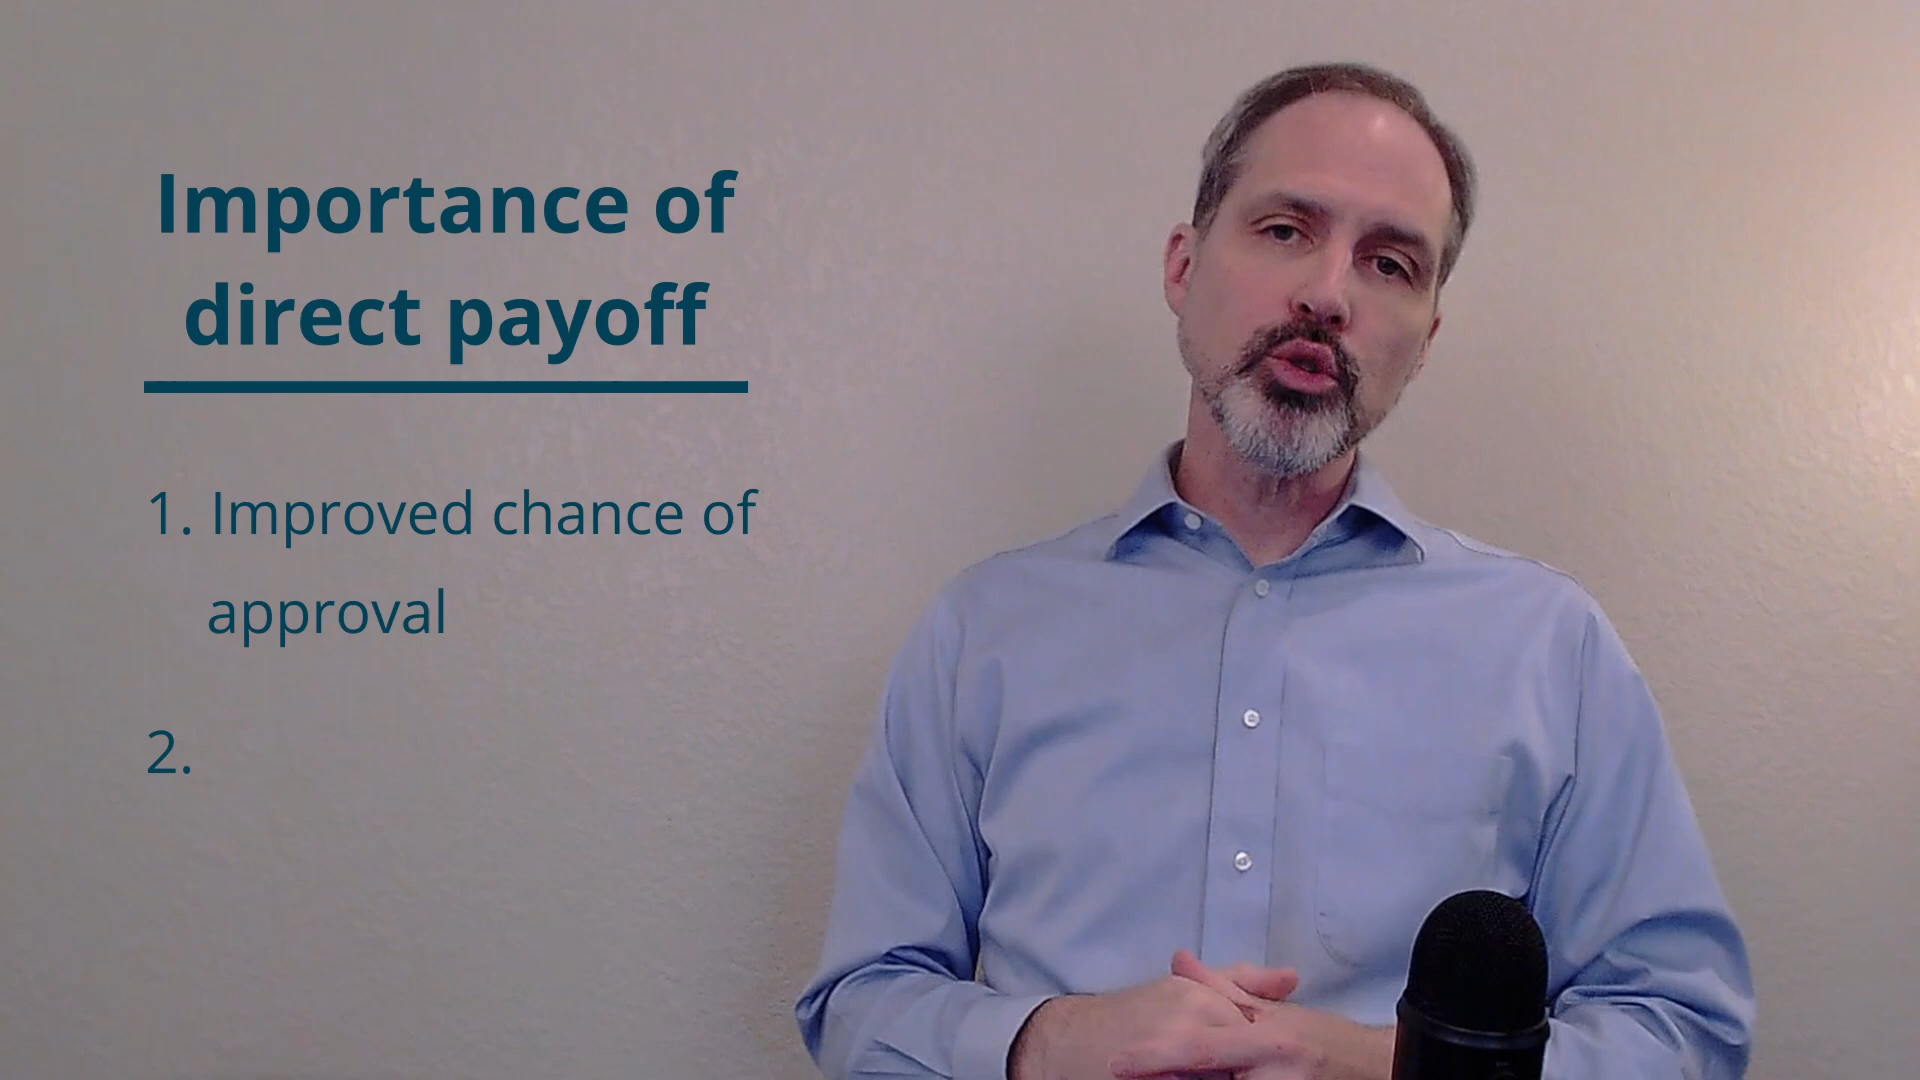 Importance of
direct payoff
1. Improved chance of
approval
2.